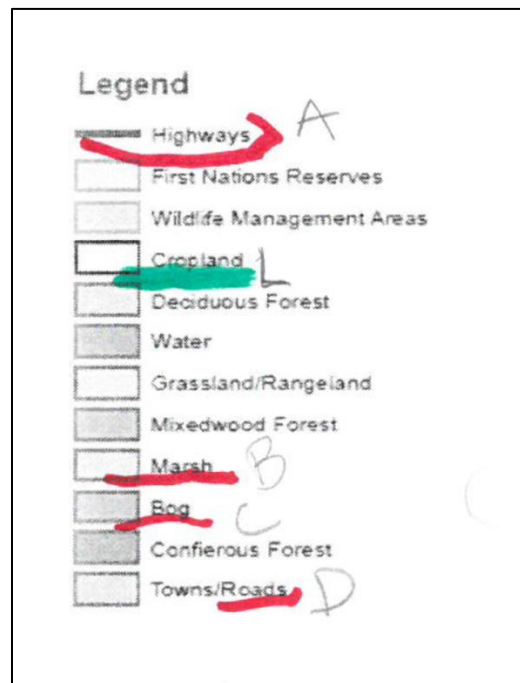 Legend
Highways A
First Nations Reserves
Wildlife Management Areas
Cropland L
Deciduous Forest
Water
Grassland/Rangeland
Mixedwood Forest
Marsh B
Bog C
Confierous Forest
Towns/Roads D